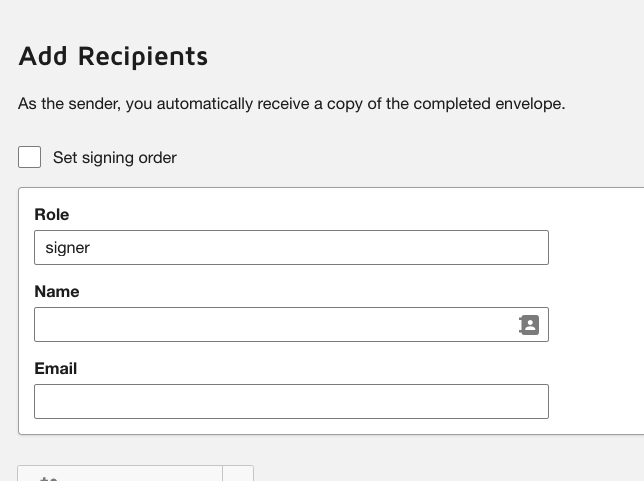 Add Recipients
As the sender, you automatically receive a copy of the completed envelope.
Set signing order
Role
signer
Name
Email